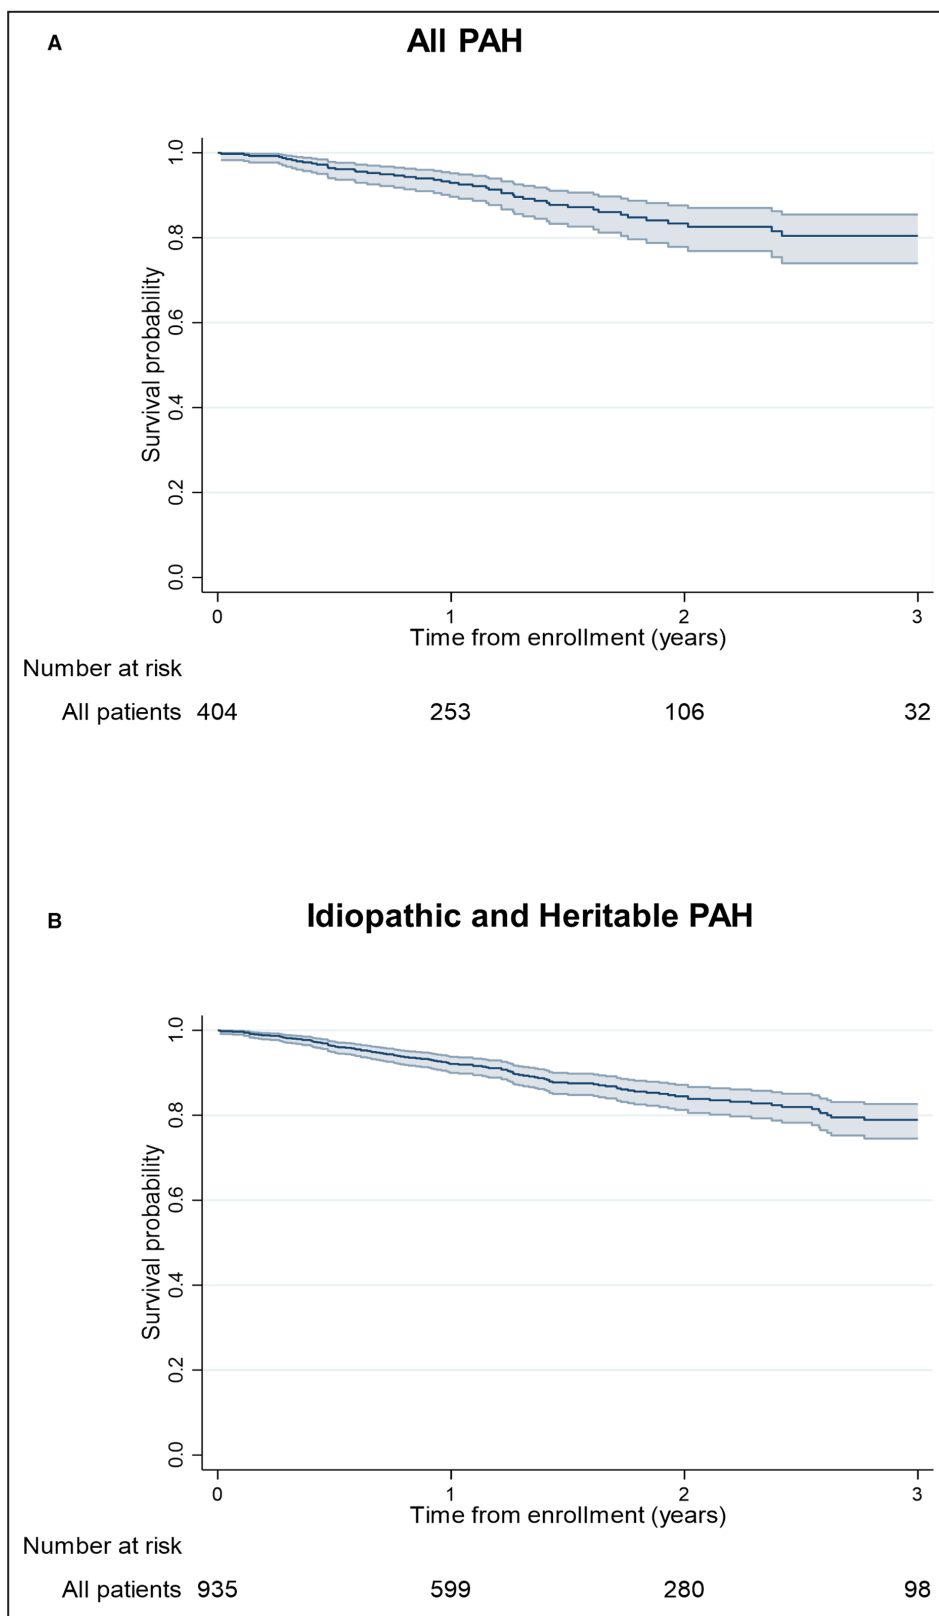 A
All PAH
Survival probability
1.0
0.8
0.6
0.4
0.2
0.0
0 1 2 3
Time from enrollment (years)
Number at risk
All patients 404 253 106 32
B
Idiopathic and Heritable PAH
Survival probability
1.0
0.8
0.6
0.4
0.2
0.0
0 1 2 3
Time from enrollment (years)
Number at risk
All patients 935 599 280 98